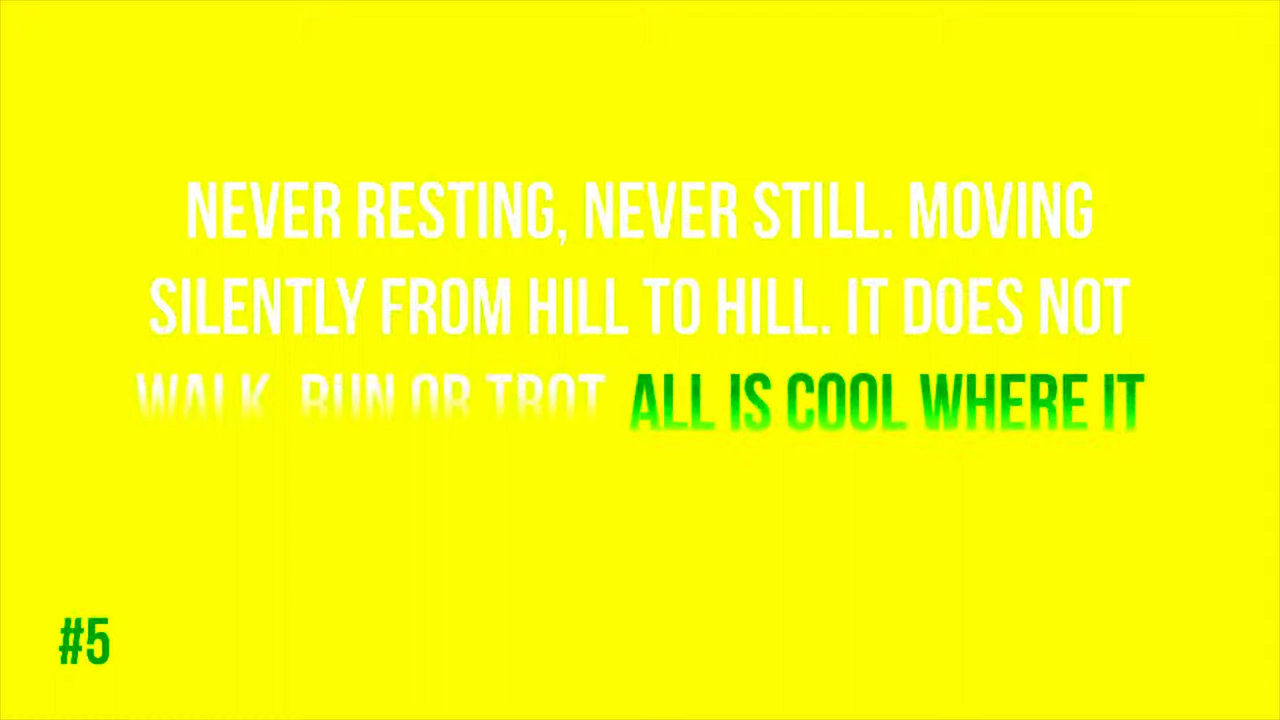 NEVER RESTING, NEVER STILL. MOVING
SILENTLY FROM HILL TO HILL. IT DOES NOT
WALK, RUN OR TROT. ALL IS COOL WHERE IT
#5